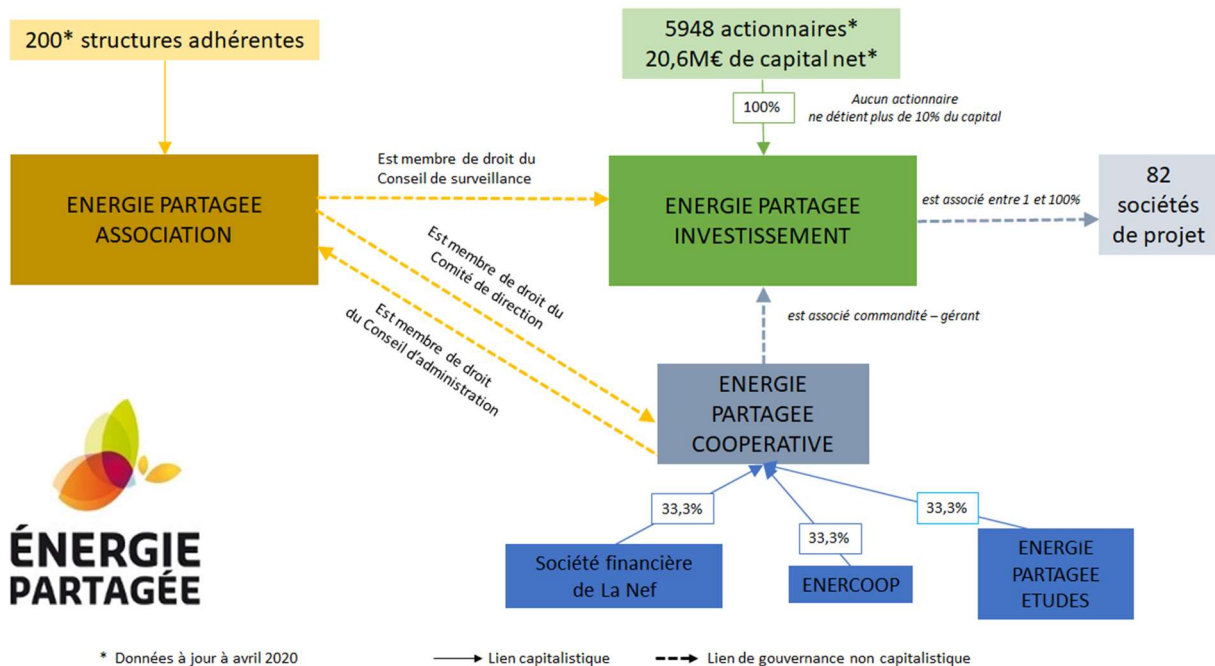 200* structures adhérentes
5948 actionnaires*
20,6M€ de capital net*
100%
Aucun actionnaire
ne détient plus de 10% du capital
ENERGIE PARTAGEE
ASSOCIATION
Est membre de droit du
Conseil de surveillance
ENERGIE PARTAGEE
INVESTISSEMENT
est associé entre 1 et 100%
82
sociétés
de projet
Est membre de droit du
Comité de direction
Est membre de droit
du Conseil d'administration
est associé commandité – gérant
ENERGIE
PARTAGEE
COOPERATIVE
33,3%
33,3%
33,3%
Société financière
de La Nef
ENERCOOP
ENERGIE
PARTAGEE
ETUDES
ÉNERGIE
PARTAGÉE
* Données à jour à avril 2020
Lien capitalistique
Lien de gouvernance non capitalistique